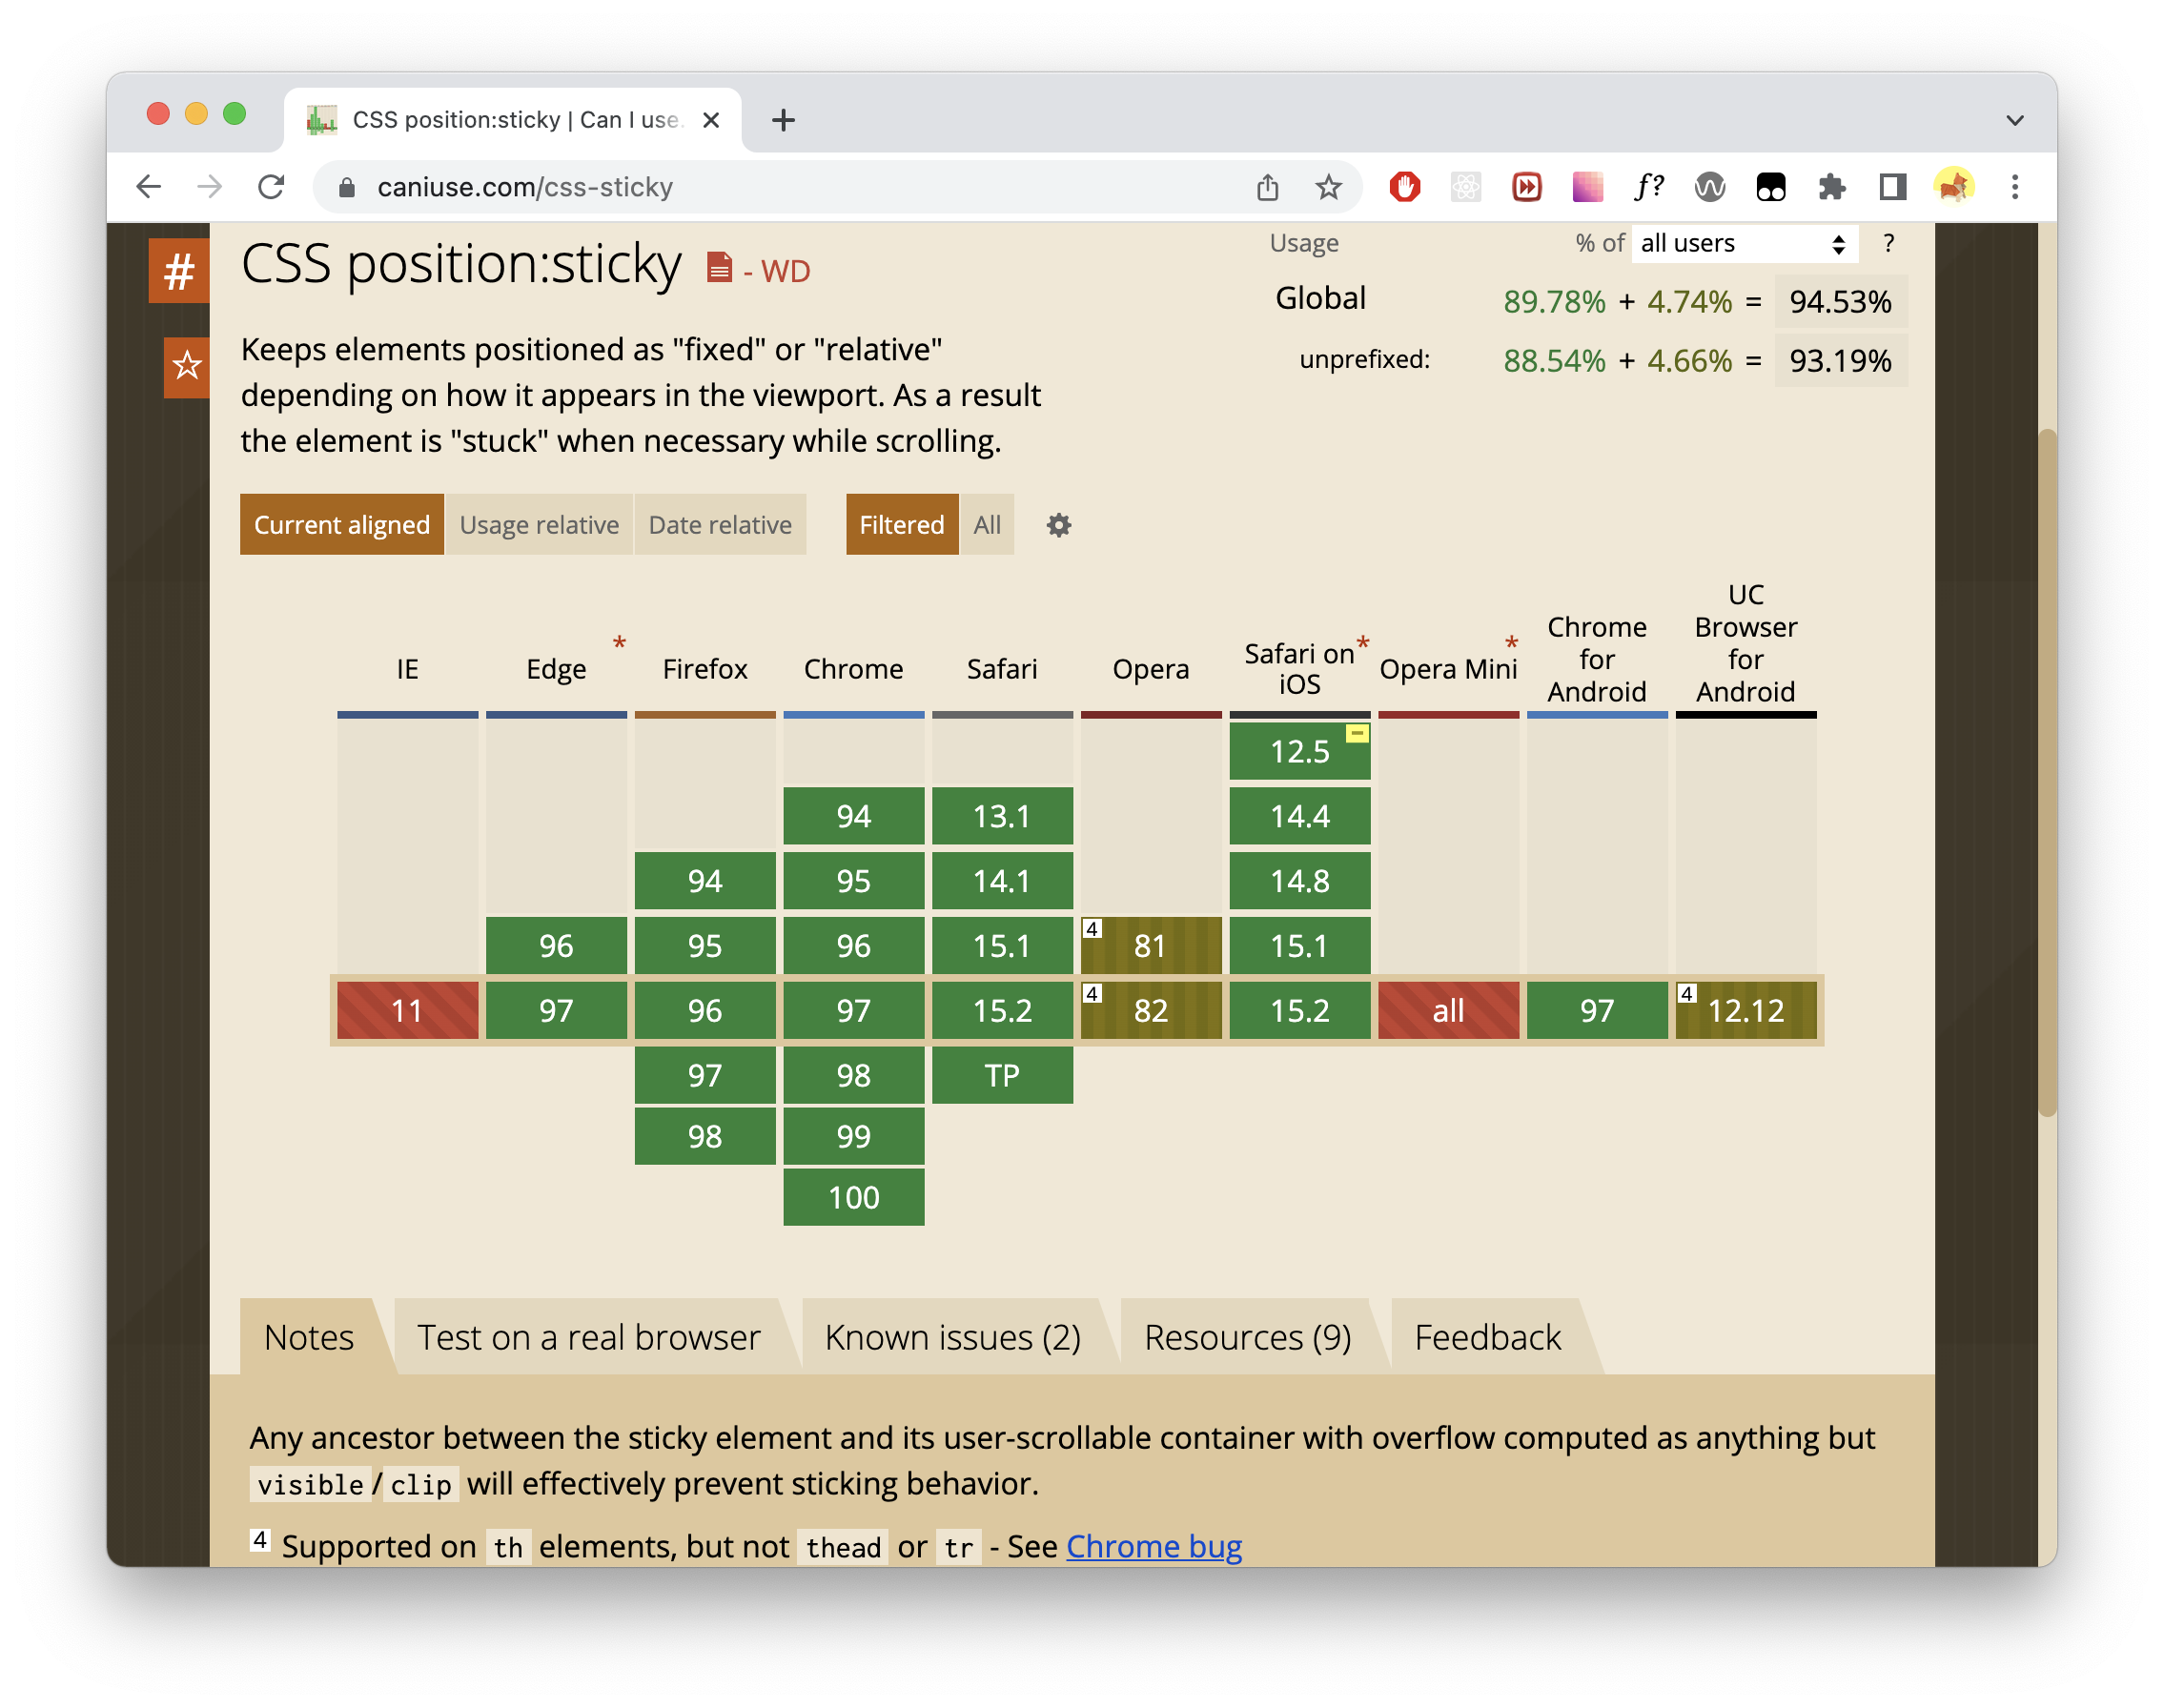 CSS position:sticky | Can I use.
caniuse.com/css-sticky
f?
#
CSS position:sticky - WD
Usage % of all users ?
Global 89.78% + 4.74% = 94.53%
unprefixed: 88.54% + 4.66% = 93.19%
Keeps elements positioned as "fixed" or "relative"
depending on how it appears in the viewport. As a result
the element is "stuck" when necessary while scrolling.
Current aligned Usage relative Date relative Filtered All
IE Edge * Firefox Chrome Safari Opera Safari on iOS * Opera Mini * Chrome for Android UC Browser for Android
12.5
94 13.1 14.4
94 95 14.1 14.8
96 95 96 15.1 4 81 15.1
11 97 96 97 15.2 4 82 15.2 all 97 4 12.12
97 98 TP
98 99
100
Notes Test on a real browser Known issues (2) Resources (9) Feedback
Any ancestor between the sticky element and its user-scrollable container with overflow computed as anything but
visible/clip will effectively prevent sticking behavior.
4 Supported on th elements, but not thead or tr - See Chrome bug